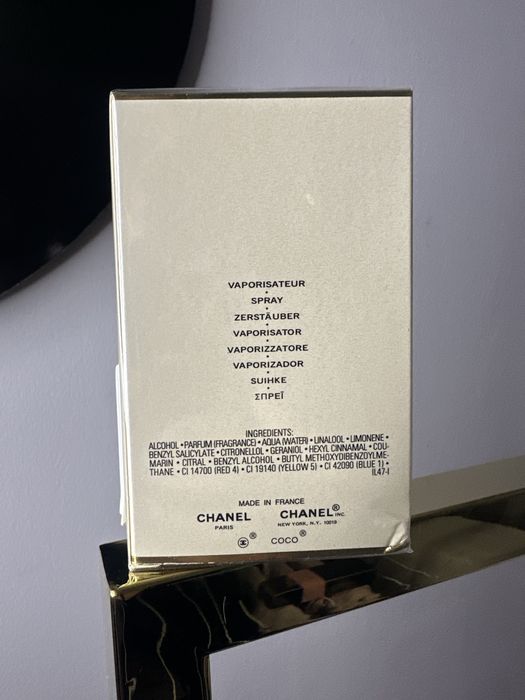 VAPORISATEUR
•
SPRAY
•
ZERSTÄUBER
•
VAPORISATOR
•
VAPORIZZATORE
•
VAPORIZADOR
•
SUIHKE
•
ΣΠΡΕΪ
INGREDIENTS:
ALCOHOL • PARFUM (FRAGRANCE) • AQUA (WATER) • LINALOOL • LIMONENE •
BENZYL SALICYLATE • CITRONELLOL • GERANIOL • HEXYL CINNAMAL • COU-
MARIN • CITRAL • BENZYL ALCOHOL • BUTYL METHOXYDIBENZOYLME-
THANE • CI 14700 (RED 4) • CI 19140 (YELLOW 5) • CI 42090 (BLUE 1) •
IL47-I
MADE IN FRANCE
CHANEL CHANEL® INC.
PARIS NEW YORK, N.Y. 10019
® COCO®